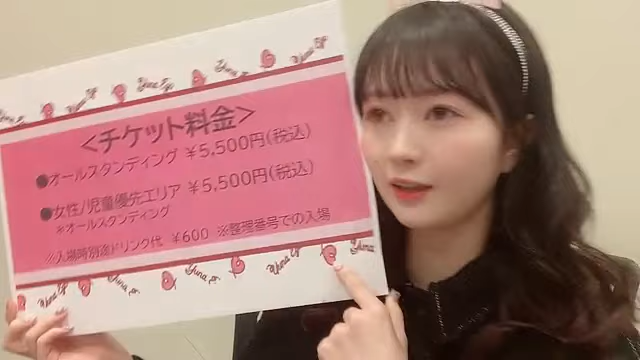 <チケット料金>
●オールスタンディング ￥5,500円(税込)
●女性/児童優先エリア ￥5,500円(税込)
※オールスタンディング
※入場時別途ドリンク代 ￥600 ※整理番号での入場